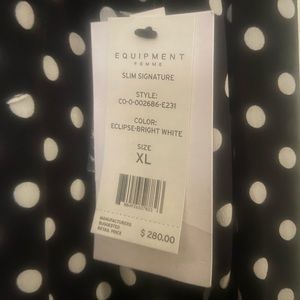 EQUIPMENT
FEMME
SLIM SIGNATURE
STYLE:
CO-0-002686-E231
COLOR:
ECLIPSE-BRIGHT WHITE
SIZE
XL
MANUFACTURERS
SUGGESTED
RETAIL PRICE
$ 280.00